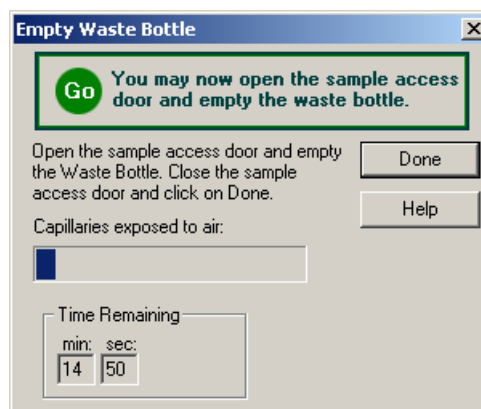 Empty Waste Bottle
Go
You may now open the sample access
door and empty the waste bottle.
Open the sample access door and empty
the Waste Bottle. Close the sample
access door and click on Done.
Done
Help
Capillaries exposed to air:
Time Remaining
min: sec:
14 50